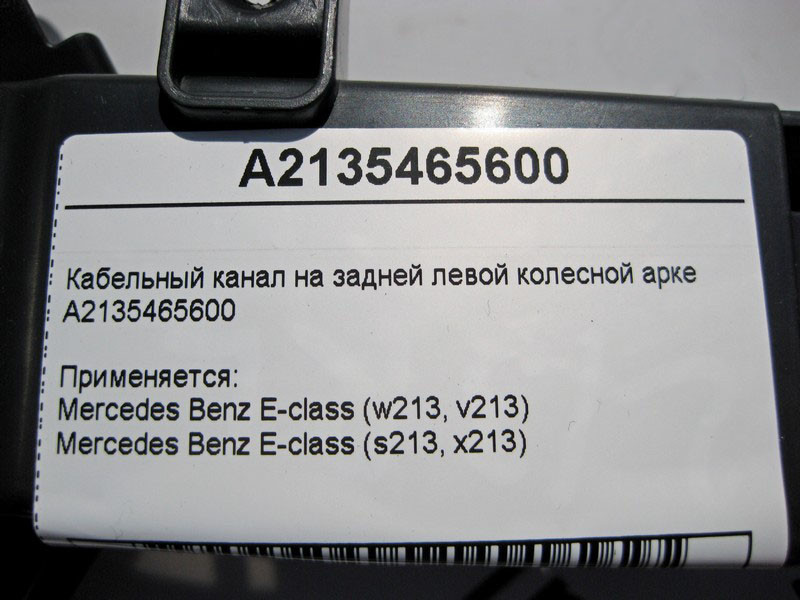 A2135465600
Кабельный канал на задней левой колесной арке
A2135465600
Применяется:
Mercedes Benz E-class (w213, v213)
Mercedes Benz E-class (s213, x213)